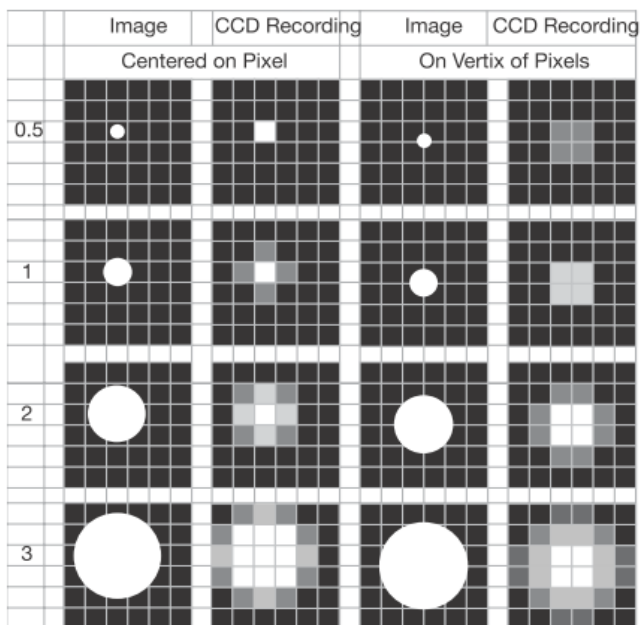 Image CCD Recording Image CCD Recording
Centered on Pixel On Vertix of Pixels
0.5
1
2
3